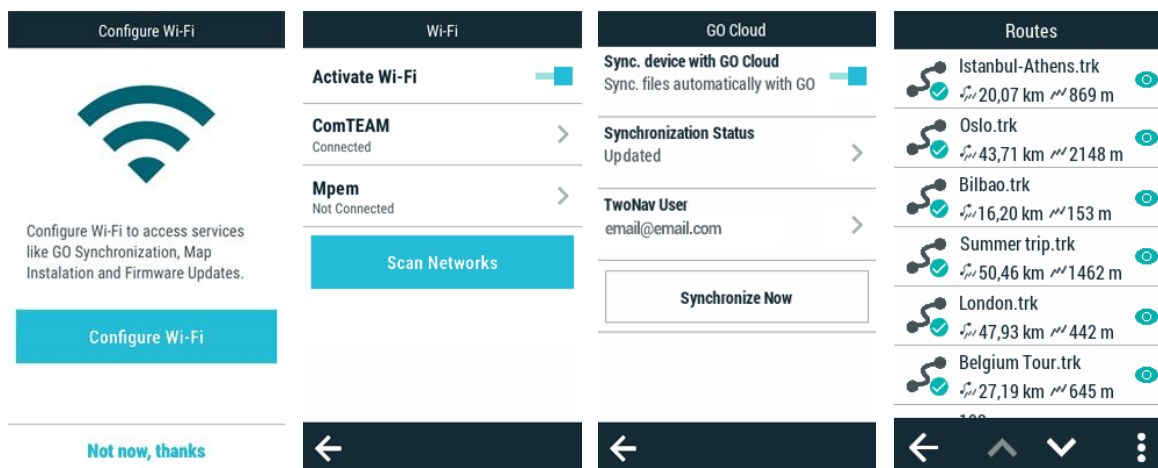 Configure Wi-Fi
Configure Wi-Fi to access services
like GO Synchronization, Map
Instalation and Firmware Updates.
Configure Wi-Fi
Not now, thanks
Wi-Fi
Activate Wi-Fi
ComTEAM
Connected
Mpem
Not Connected
Scan Networks
GO Cloud
Sync. device with GO Cloud
Sync. files automatically with GO
Synchronization Status
Updated
TwoNav User
email@email.com
Synchronize Now
Routes
Istanbul-Athens.trk
20,07 km 869 m
Oslo.trk
43,71 km 2148 m
Bilbao.trk
16,20 km 153 m
Summer trip.trk
50,46 km 1462 m
London.trk
47,93 km 442 m
Belgium Tour.trk
27,19 km 645 m